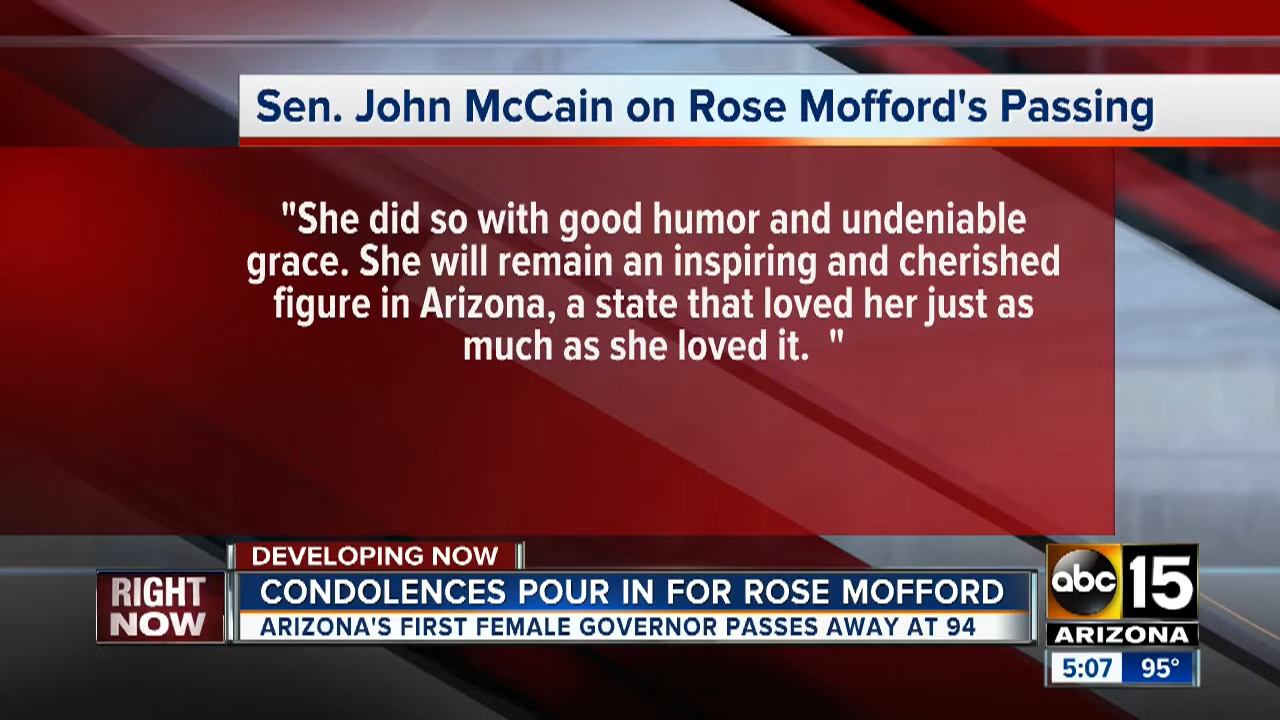 Sen. John McCain on Rose Mofford's Passing
"She did so with good humor and undeniable
grace. She will remain an inspiring and cherished
figure in Arizona, a state that loved her just as
much as she loved it.  "
DEVELOPING NOW
RIGHT
NOW
CONDOLENCES POUR IN FOR ROSE MOFFORD
ARIZONA'S FIRST FEMALE GOVERNOR PASSES AWAY AT 94
abc 15
ARIZONA
5:07 95°